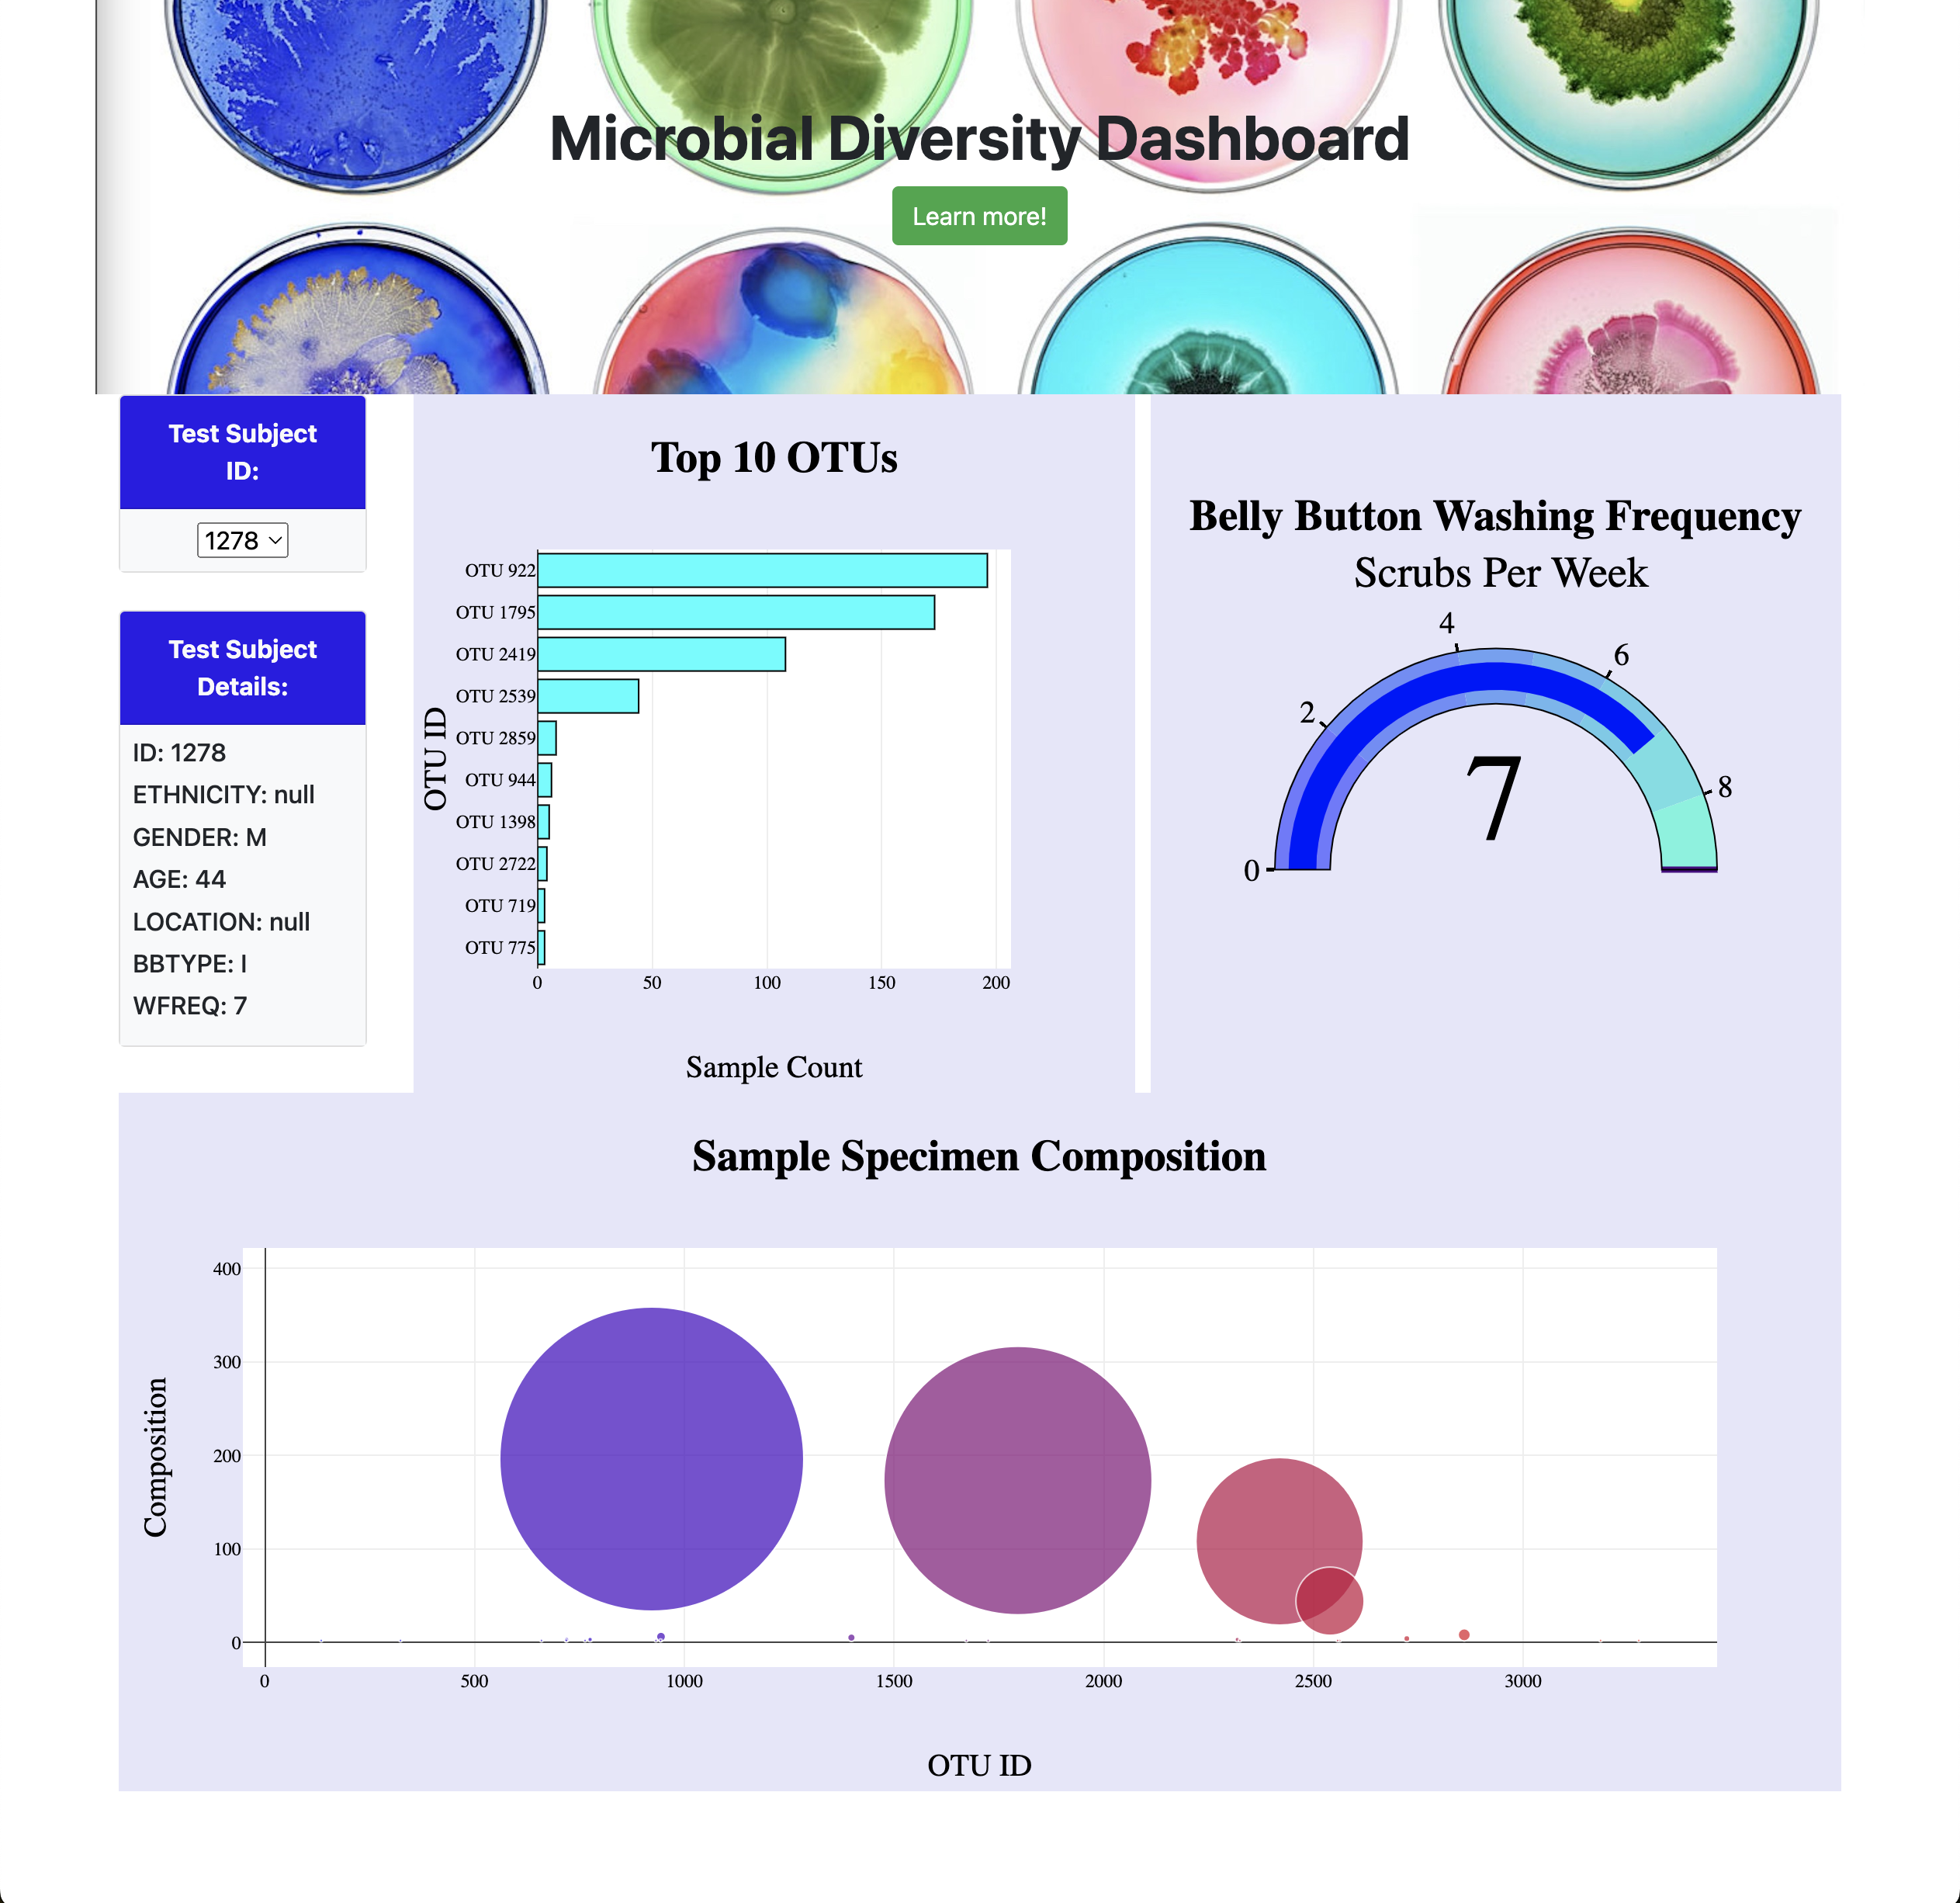 Microbial Diversity Dashboard
Learn more!
Test Subject
ID:
1278
Test Subject
Details:
ID: 1278
ETHNICITY: null
GENDER: M
AGE: 44
LOCATION: null
BBTYPE: I
WFREQ: 7
Top 10 OTUs
OTU ID
OTU 922
OTU 1795
OTU 2419
OTU 2539
OTU 2859
OTU 944
OTU 1398
OTU 2722
OTU 719
OTU 775
0 50 100 150 200
Sample Count
Belly Button Washing Frequency
Scrubs Per Week
0 2 4 6 8
7
Sample Specimen Composition
Composition
400
300
200
100
0
0 500 1000 1500 2000 2500 3000
OTU ID